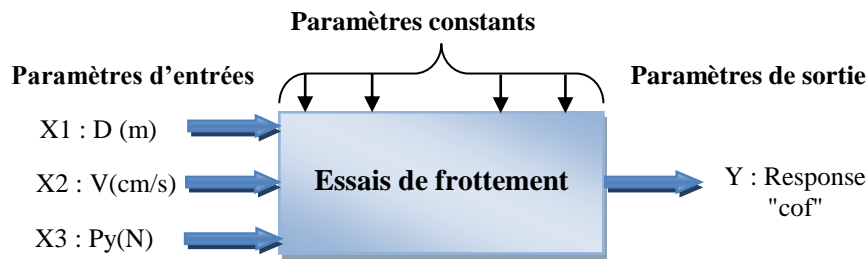 Paramètres constants
Paramètres d'entrées
Paramètres de sortie
X1 : D (m)
X2 : V(cm/s)
X3 : Py(N)
Essais de frottement
Y : Response
"cof"